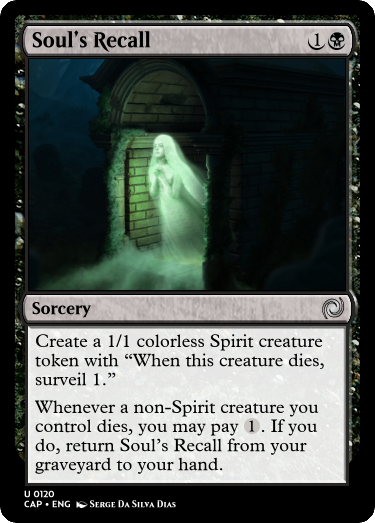 Soul's Recall 1
Sorcery
Create a 1/1 colorless Spirit creature
token with “When this creature dies,
surveil 1.”
Whenever a non-Spirit creature you
control dies, you may pay 1. If you
do, return Soul's Recall from your
graveyard to your hand.
U 0120
CAP • ENG Serge Da Silva Dias